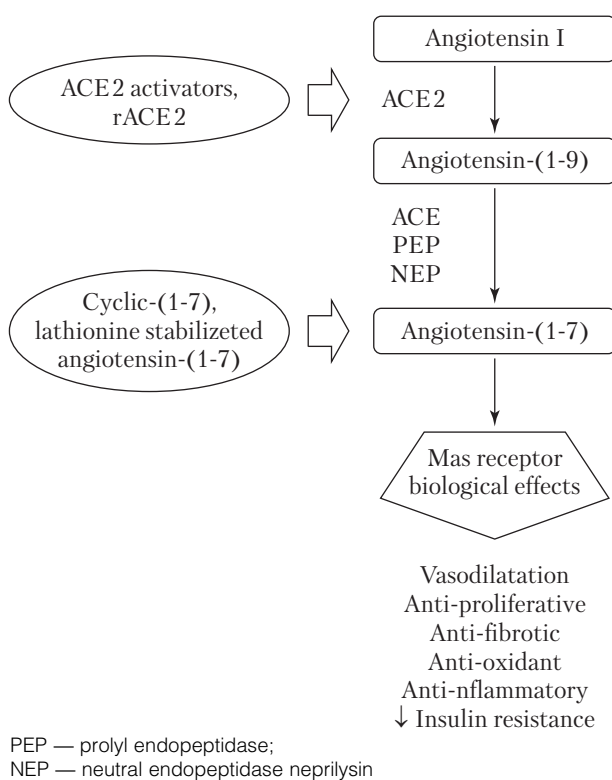 Angiotensin I
ACE2 activators,
rACE2
ACE2
Angiotensin-(1-9)
ACE
PEP
NEP
Cyclic-(1-7),
lathionine stabilizeted
angiotensin-(1-7)
Angiotensin-(1-7)
Mas receptor
biological effects
Vasodilatation
Anti-proliferative
Anti-fibrotic
Anti-oxidant
Anti-nflammatory
↓ Insulin resistance
PEP — prolyl endopeptidase;
NEP — neutral endopeptidase neprilysin